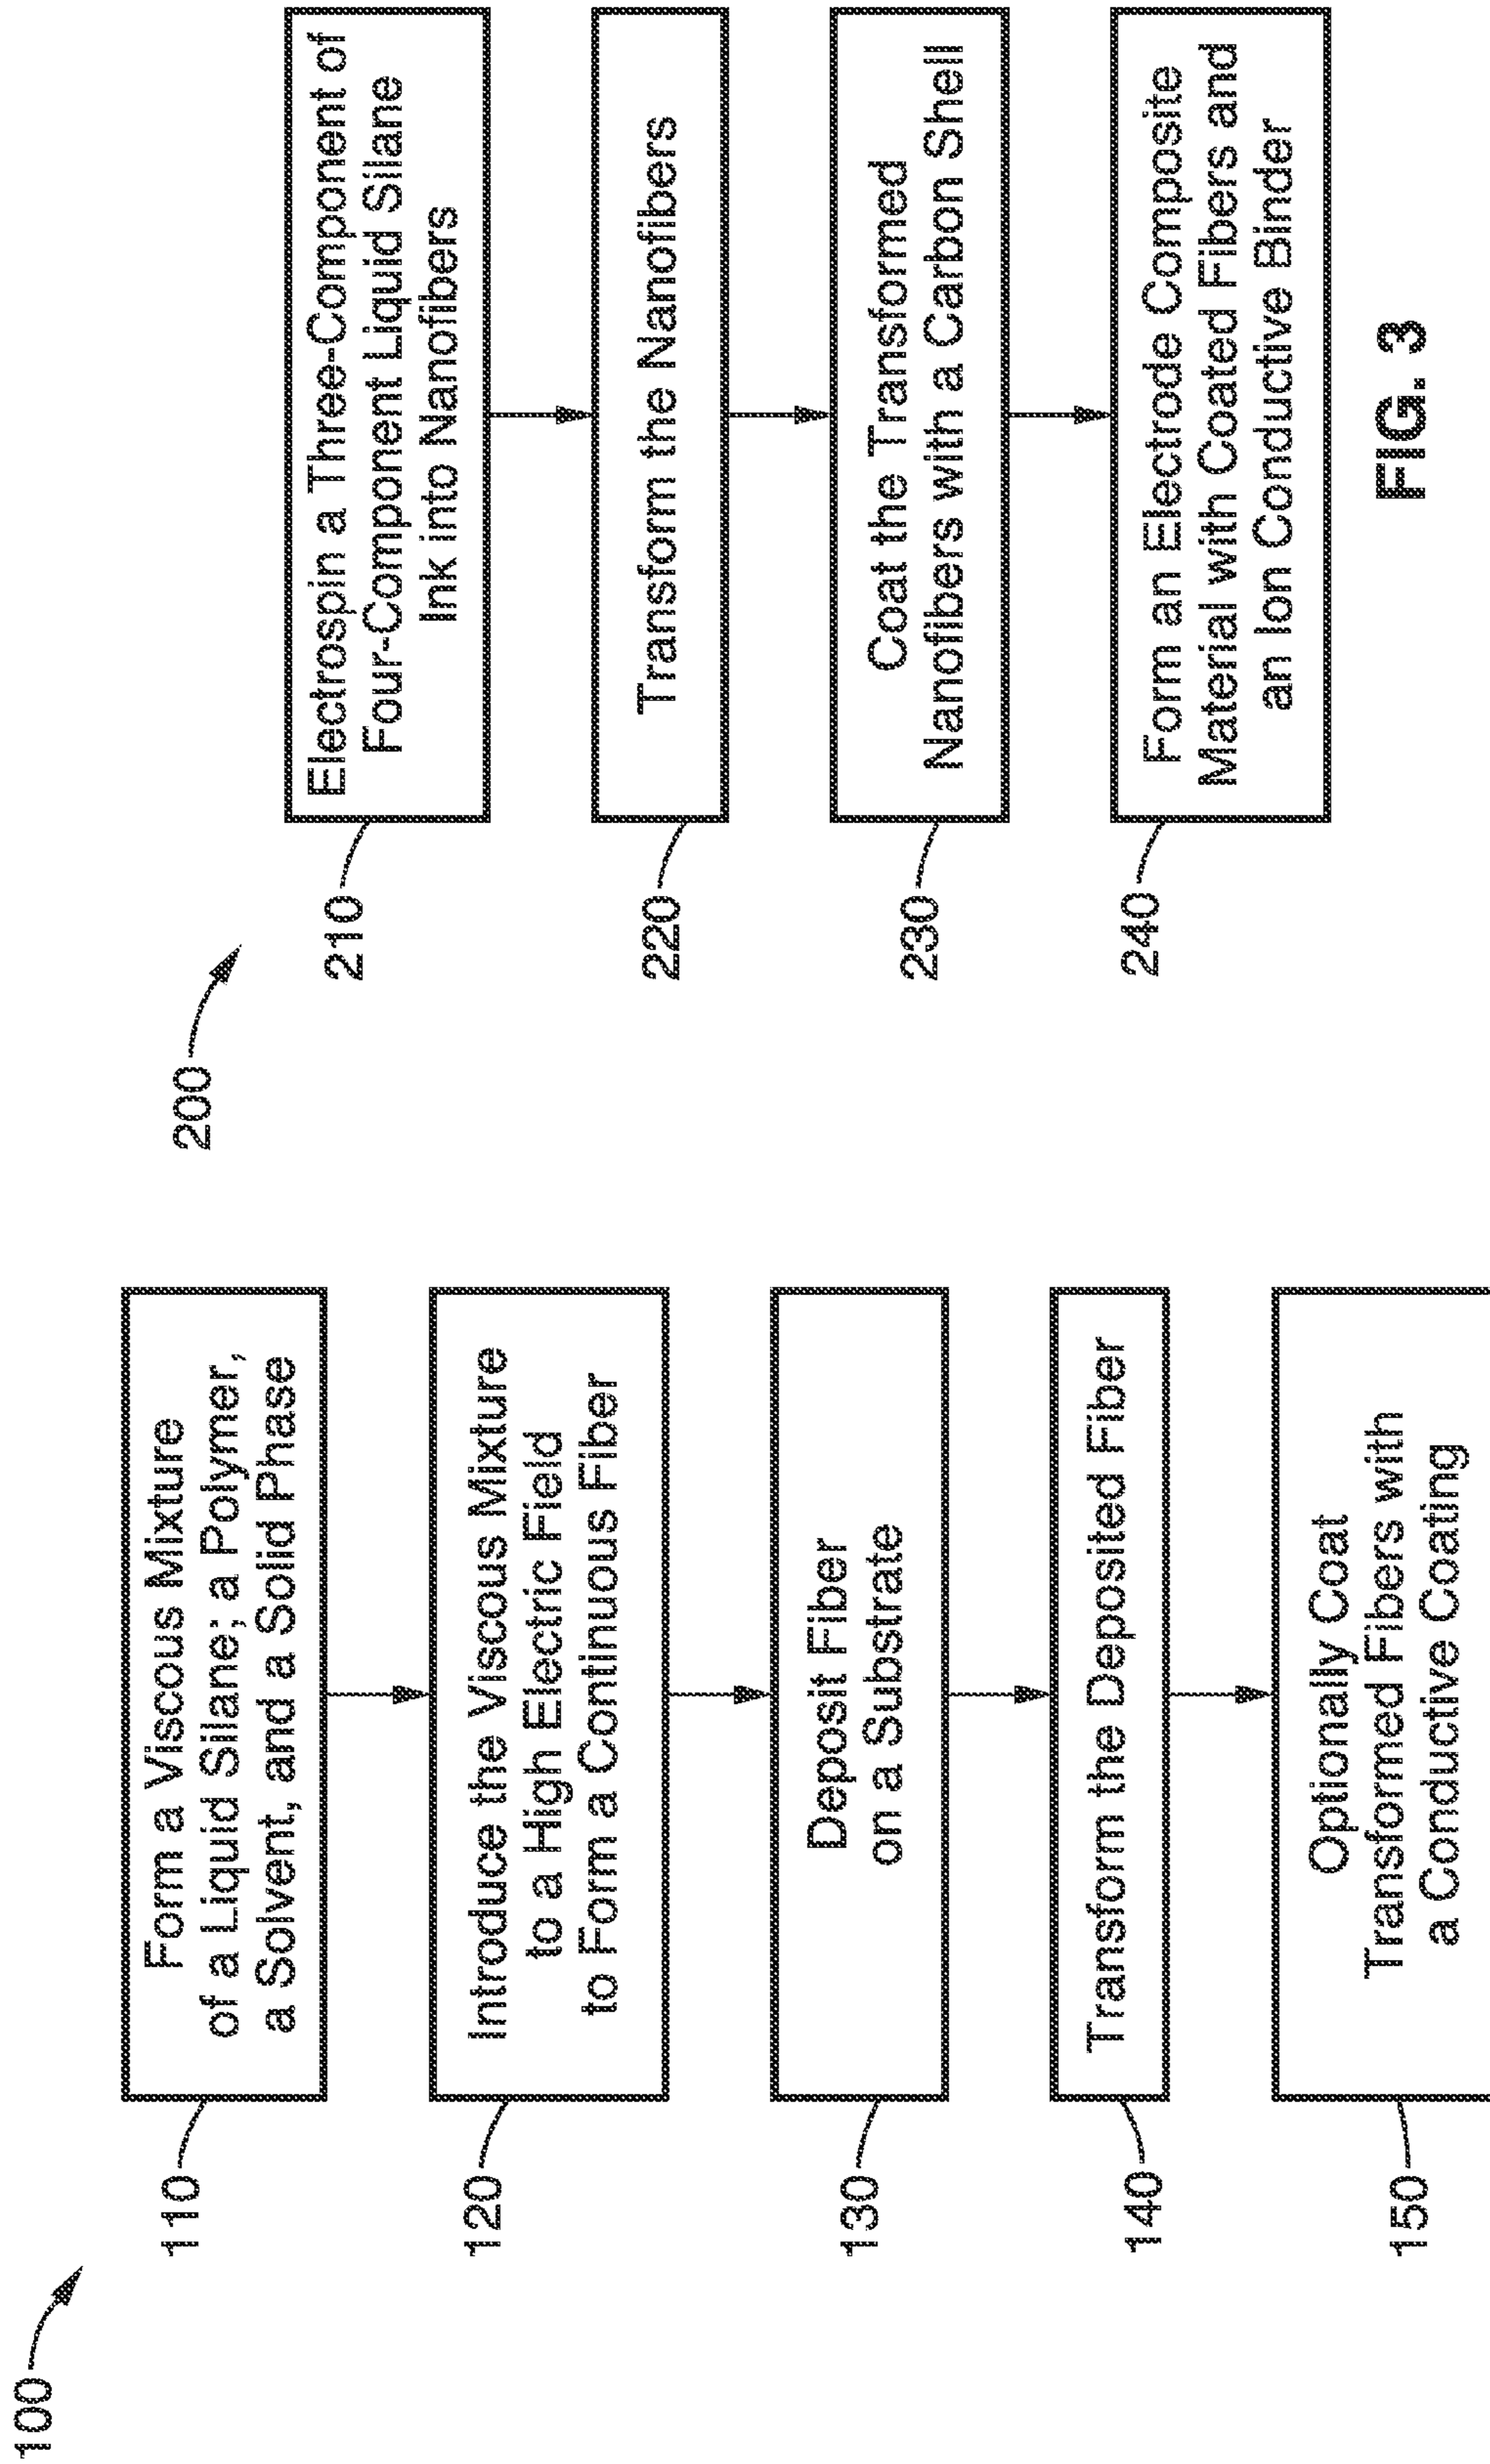 100
110
Form a Viscous Mixture
of a Liquid Silane; a Polymer,
a Solvent, and a Solid Phase
120
Introduce the Viscous Mixture
to a High Electric Field
to Form a Continuous Fiber
130
Deposit Fiber
on a Substrate
140
Transform the Deposited Fiber
150
Optionally Coat
Transformed Fibers with
a Conductive Coating
200
210
Electrospin a Three-Component of
Four-Component Liquid Silane
Ink into Nanofibers
220
Transform the Nanofibers
230
Coat the Transformed
Nanofibers with a Carbon Shell
240
Form an Electrode Composite
Material with Coated Fibers and
an Ion Conductive Binder
FIG. 3